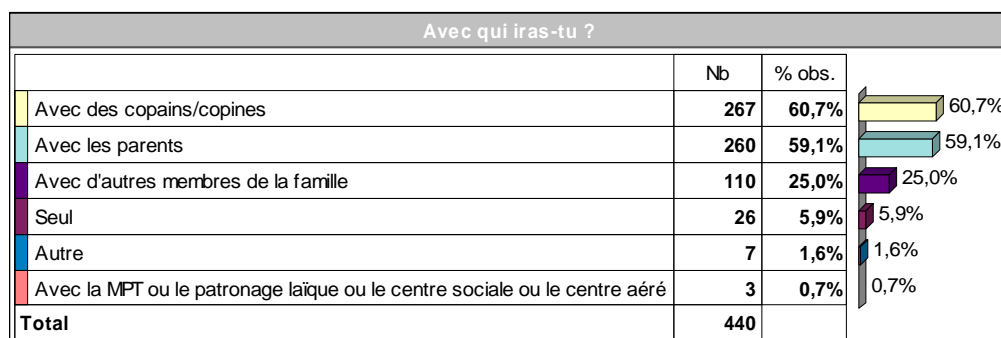 Avec qui iras-tu ?
Nb % obs.
Avec des copains/copines 267 60,7% 60,7%
Avec les parents 260 59,1% 59,1%
Avec d'autres membres de la famille 110 25,0% 25,0%
Seul 26 5,9% 5,9%
Autre 7 1,6% 1,6%
Avec la MPT ou le patronage laïque ou le centre sociale ou le centre aéré 3 0,7% 0,7%
Total 440